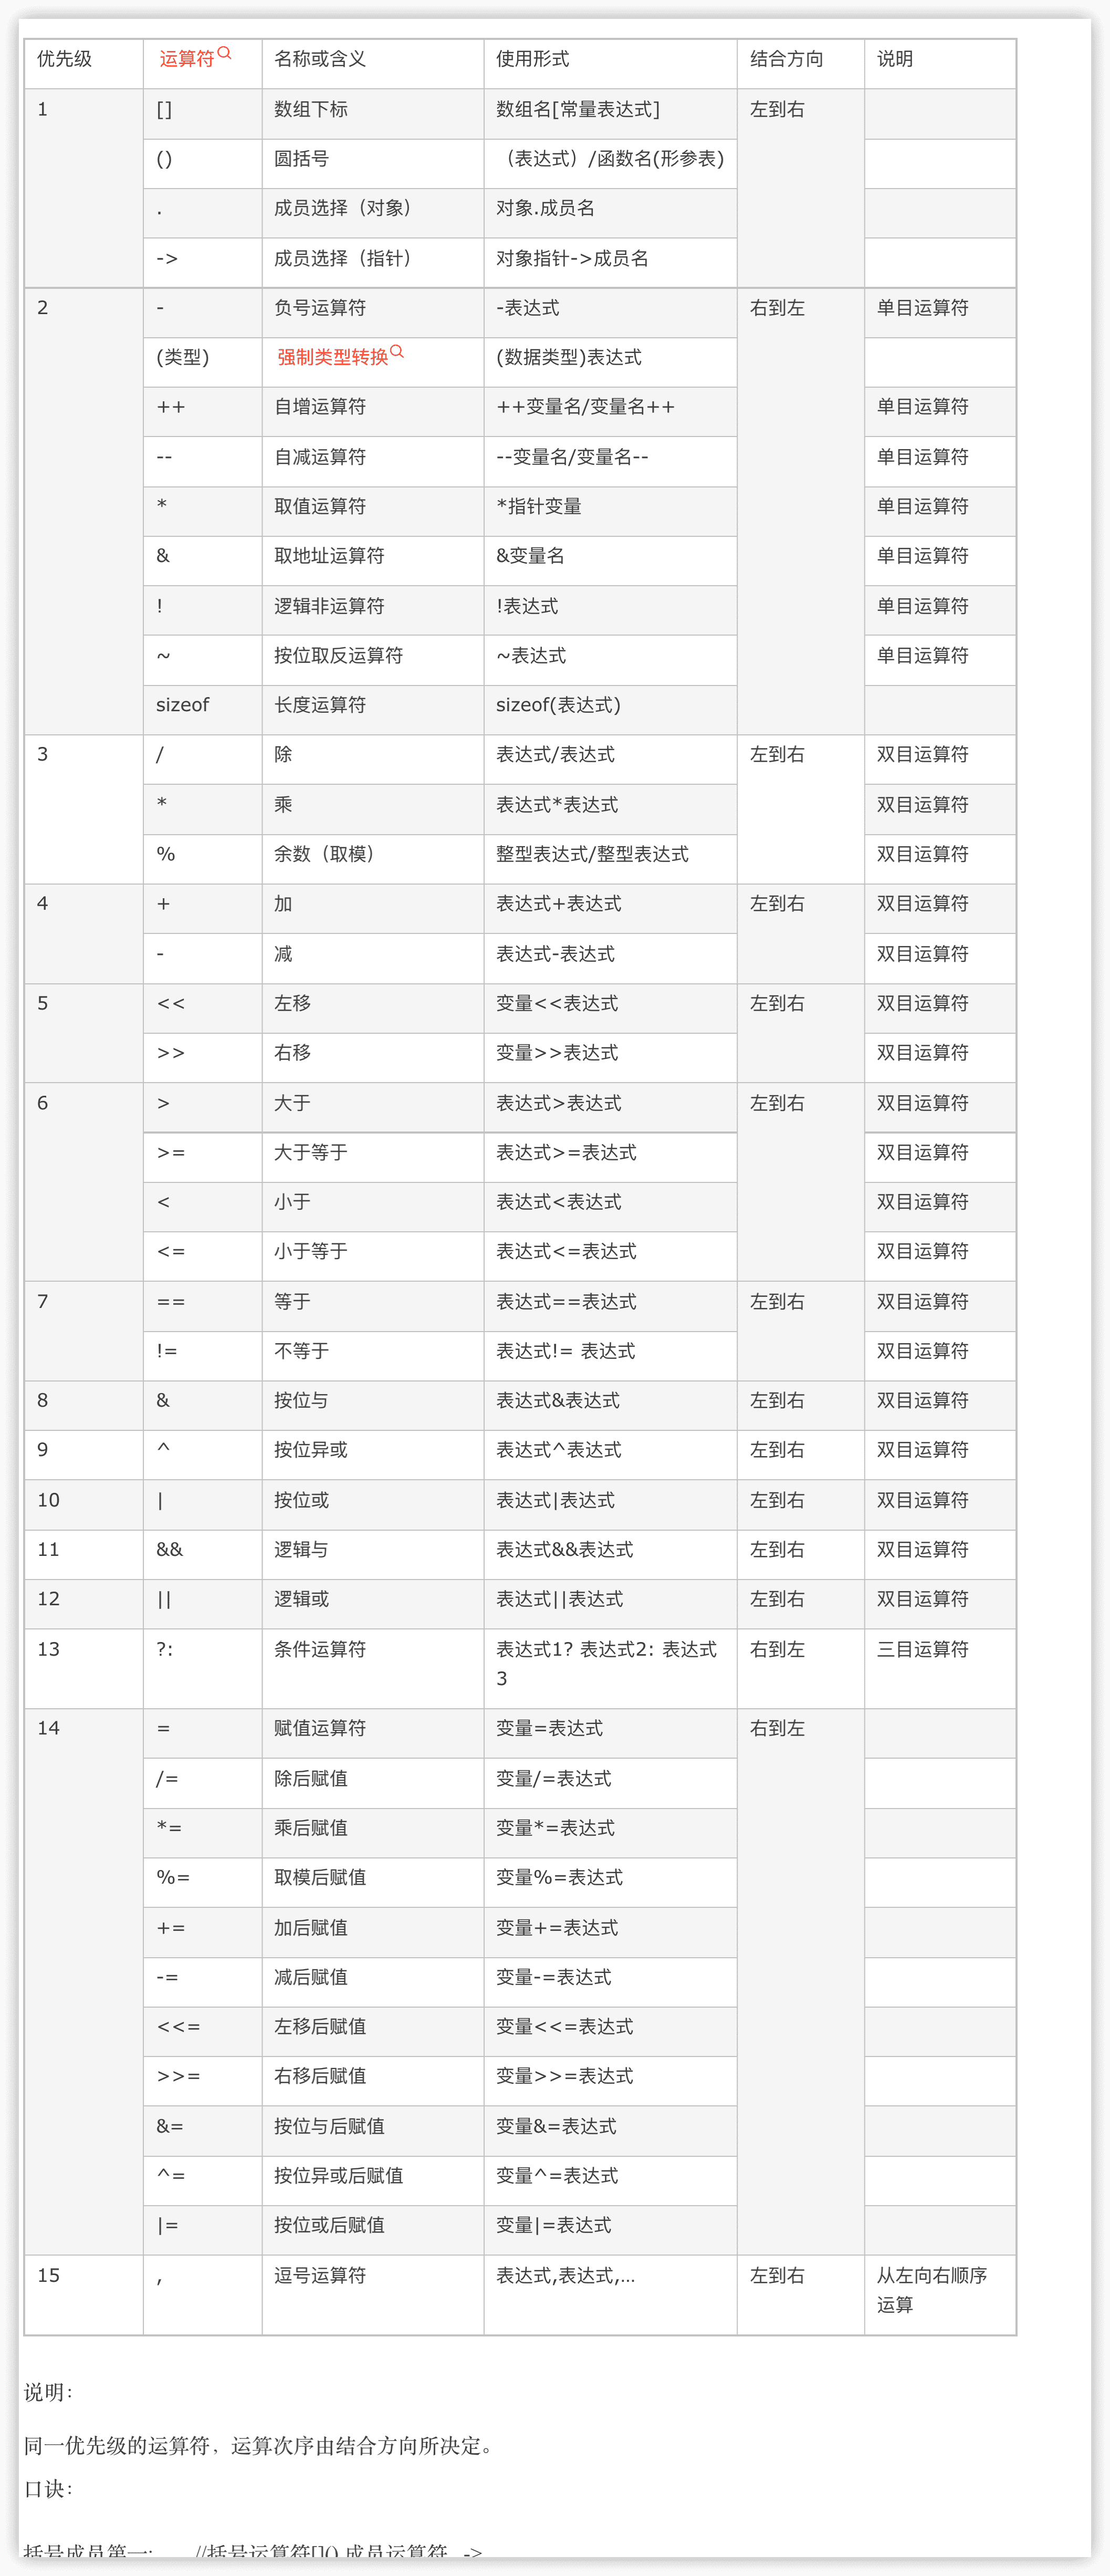 优先级 运算符 名称或含义 使用形式 结合方向 说明
1 [] 数组下标 数组名[常量表达式] 左到右
() 圆括号 （表达式）/函数名(形参表)
. 成员选择（对象） 对象.成员名
-> 成员选择（指针） 对象指针->成员名
2 - 负号运算符 -表达式 右到左 单目运算符
(类型) 强制类型转换 (数据类型)表达式
++ 自增运算符 ++变量名/变量名++ 单目运算符
-- 自减运算符 --变量名/变量名-- 单目运算符
* 取值运算符 *指针变量 单目运算符
& 取地址运算符 &变量名 单目运算符
! 逻辑非运算符 !表达式 单目运算符
~ 按位取反运算符 ~表达式 单目运算符
sizeof 长度运算符 sizeof(表达式)
3 / 除 表达式/表达式 左到右 双目运算符
* 乘 表达式*表达式 双目运算符
% 余数（取模） 整型表达式/整型表达式 双目运算符
4 + 加 表达式+表达式 左到右 双目运算符
- 减 表达式-表达式 双目运算符
5 << 左移 变量<<表达式 左到右 双目运算符
>> 右移 变量>>表达式 双目运算符
6 > 大于 表达式>表达式 左到右 双目运算符
>= 大于等于 表达式>=表达式 双目运算符
< 小于 表达式<表达式 双目运算符
<= 小于等于 表达式<=表达式 双目运算符
7 == 等于 表达式==表达式 左到右 双目运算符
!= 不等于 表达式!= 表达式 双目运算符
8 & 按位与 表达式&表达式 左到右 双目运算符
9 ^ 按位异或 表达式^表达式 左到右 双目运算符
10 | 按位或 表达式|表达式 左到右 双目运算符
11 && 逻辑与 表达式&&表达式 左到右 双目运算符
12 || 逻辑或 表达式||表达式 左到右 双目运算符
13 ?: 条件运算符 表达式1? 表达式2: 表达式 右到左 三目运算符
3
14 = 赋值运算符 变量=表达式 右到左
/= 除后赋值 变量/=表达式
*= 乘后赋值 变量*=表达式
%= 取模后赋值 变量%=表达式
+= 加后赋值 变量+=表达式
-= 减后赋值 变量-=表达式
<<= 左移后赋值 变量<<=表达式
>>= 右移后赋值 变量>>=表达式
&= 按位与后赋值 变量&=表达式
^= 按位异或后赋值 变量^=表达式
|= 按位或后赋值 变量|=表达式
15 , 逗号运算符 表达式,表达式,... 左到右 从左向右顺序
运算
说明：
同一优先级的运算符，运算次序由结合方向所决定。
口诀：
括号成员第一; //括号运算符[]() 成员运算符. ->